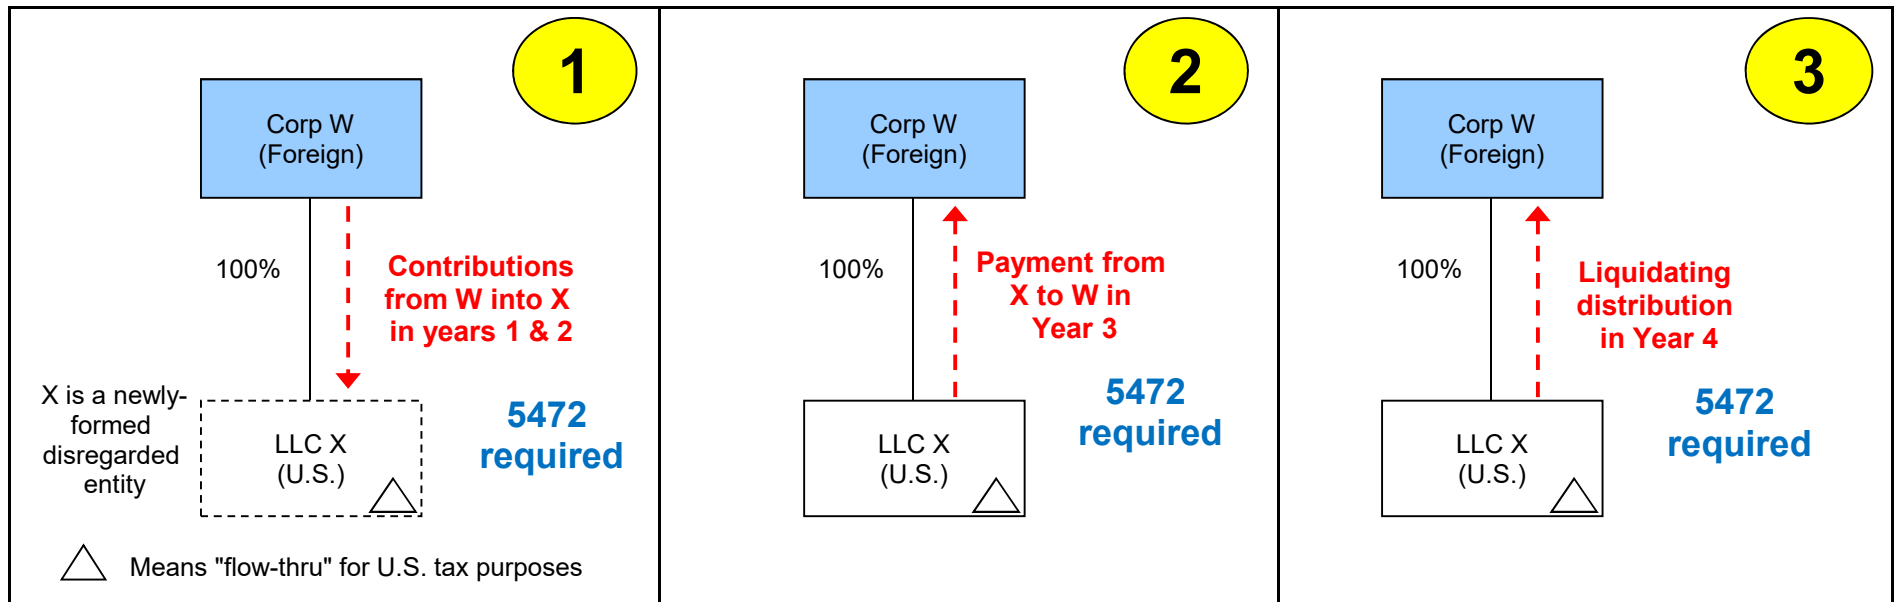 1
Corp W
(Foreign)
100%
Contributions
from W into X
in years 1 & 2
X is a newly-
formed
disregarded
entity
LLC X
(U.S.)
5472
required
Means "flow-thru" for U.S. tax purposes
2
Corp W
(Foreign)
100%
Payment from
X to W in
Year 3
5472
required
LLC X
(U.S.)
3
Corp W
(Foreign)
100%
Liquidating
distribution
in Year 4
5472
required
LLC X
(U.S.)